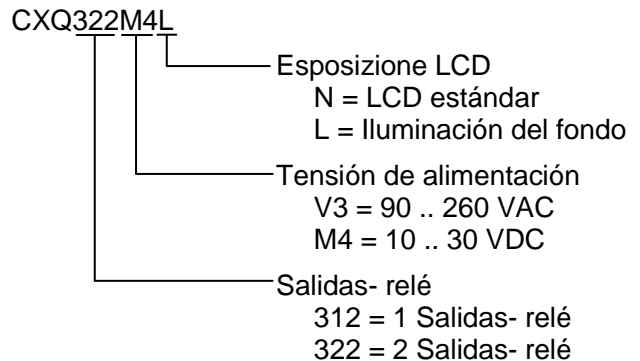 CXQ322M4L
Esposizione LCD
N = LCD estándar
L = Iluminación del fondo
Tensión de alimentación
V3 = 90 .. 260 VAC
M4 = 10 .. 30 VDC
Salidas- relé
312 = 1 Salidas- relé
322 = 2 Salidas- relé